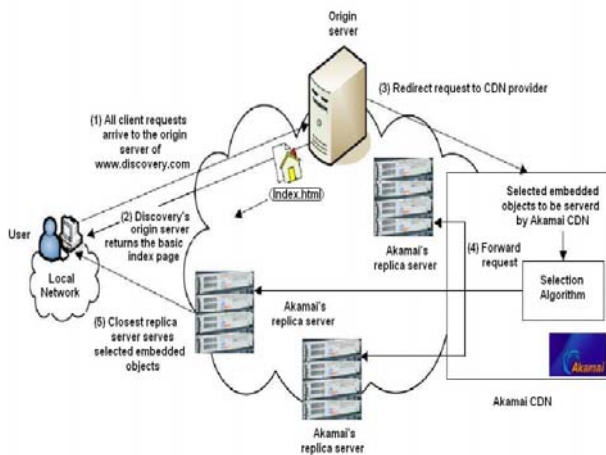 Origin
server
(3) Redirect request to CDN provider
(1) All client requests
arrive to the origin
server of
www.discovery.com
Index.html
(2) Discovery's
origin server
returns the basic
index page
User
Local
Network
Selected embedded
objects to be serverd
by Akamai CDN
Akamai's
replica server
(4) Forward
request
Selection
Algorithm
(5) Closest replica
server serves
selected embedded
objects
Akamai's
replica server
Akamai's
replica server
Akamai
Akamai CDN